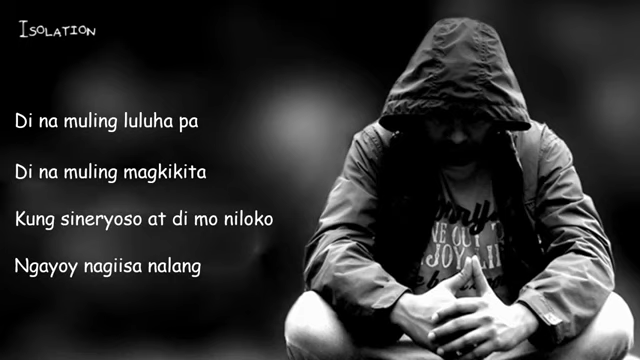 Isolation
Di na muling luluha pa
Di na muling magkikita
Kung sineryoso at di mo niloko
Ngayoy nagiisa nalang
OUT